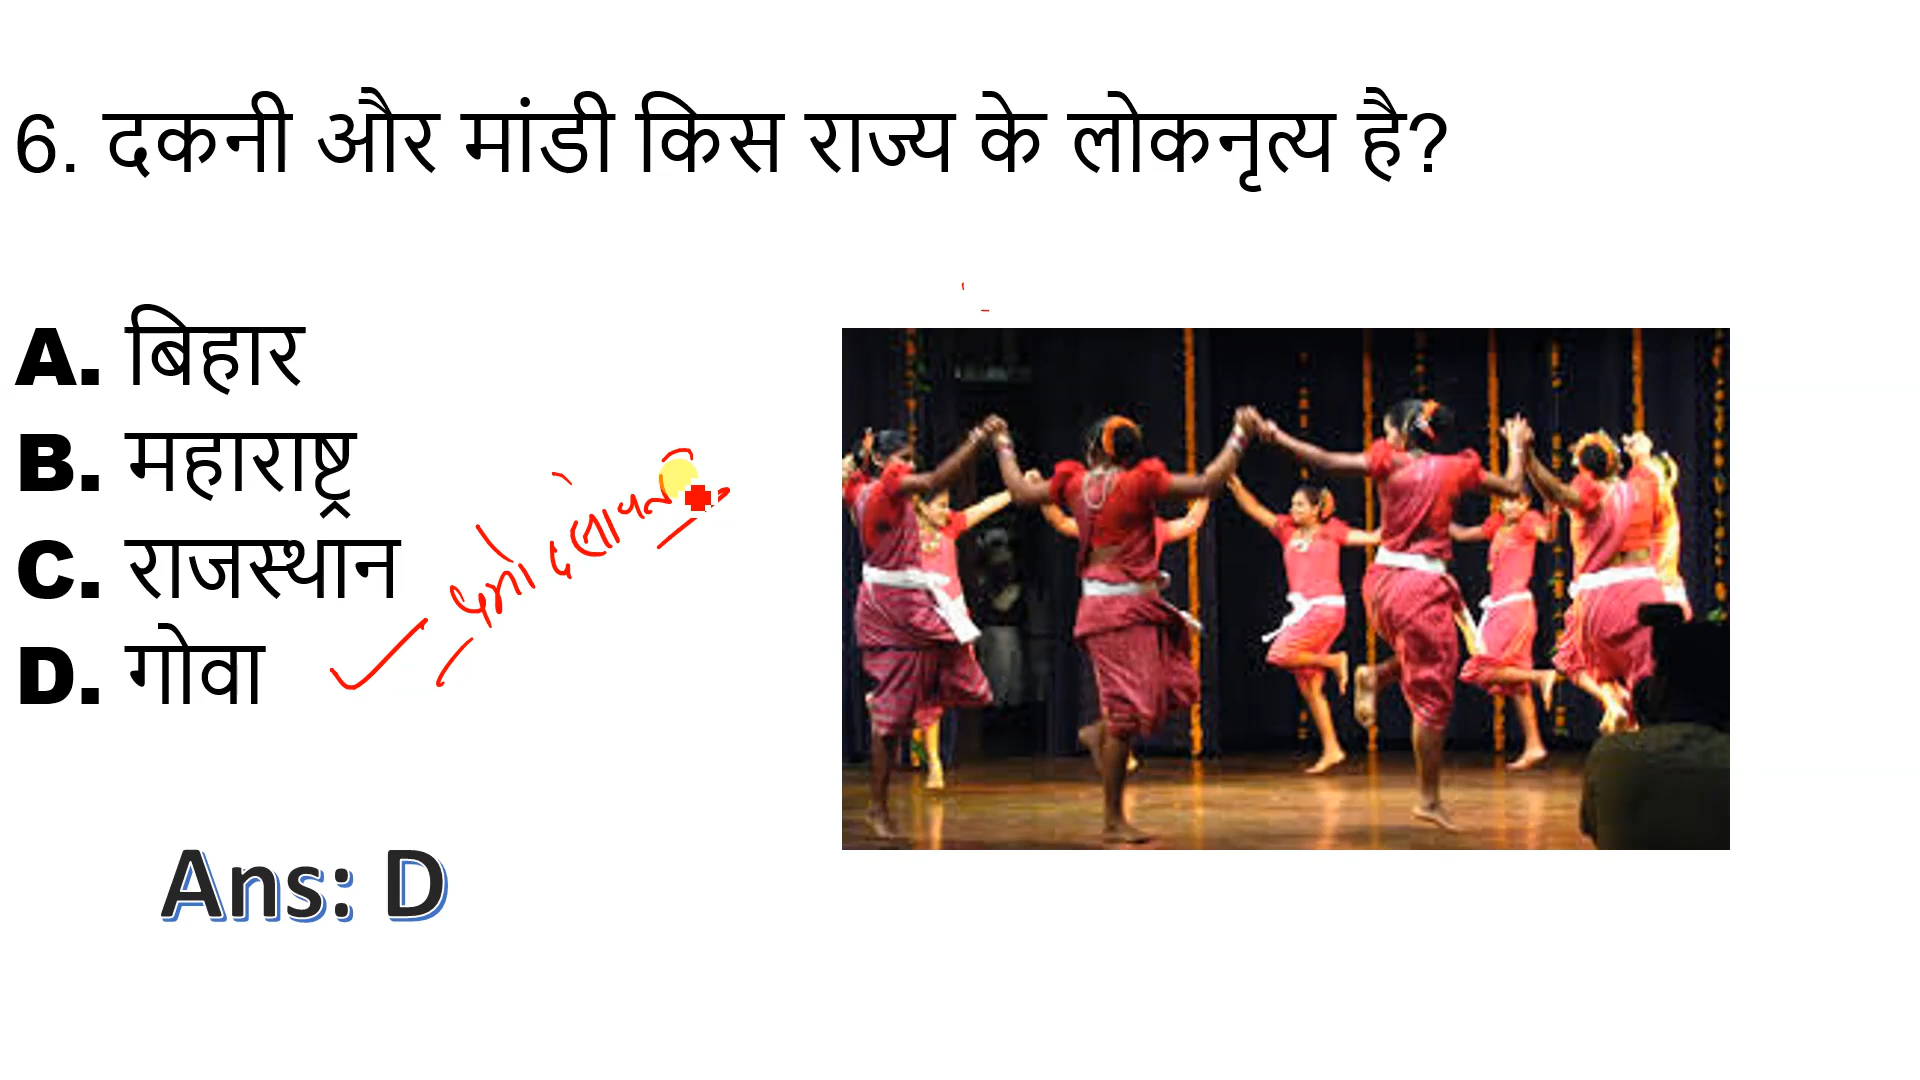 6. दकनी और मांडी किस राज्य के लोकनृत्य है?
A. बिहार
B. महाराष्ट्र
C. राजस्थान
D. गोवा
Ans: D